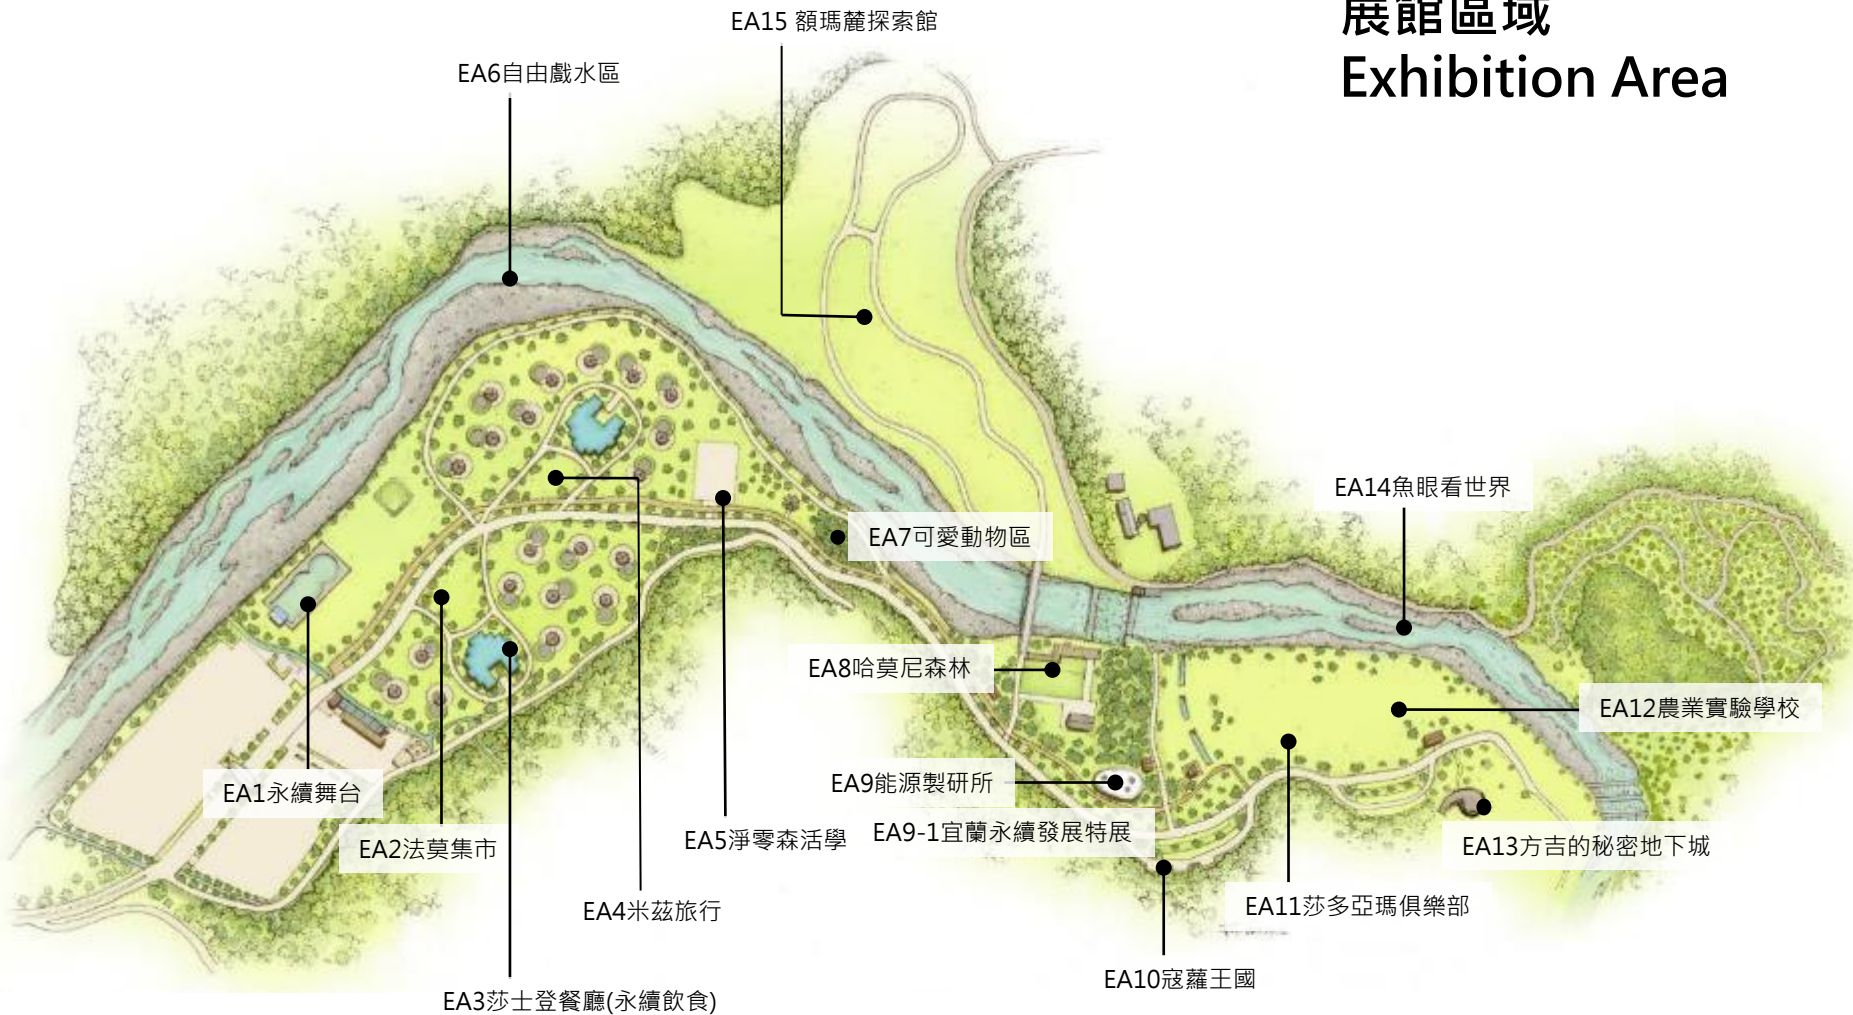 展館區域
Exhibition Area
EA15 額瑪麓探索館
EA6自由戲水區
EA14魚眼看世界
EA7可愛動物區
EA8哈莫尼森林
EA12農業實驗學校
EA9能源製研所
EA1永續舞台
EA9-1宜蘭永續發展特展
EA5淨零森活學
EA2法莫集市
EA13方吉的秘密地下城
EA4米茲旅行
EA11莎多亞瑪俱樂部
EA10寇蘿王國
EA3莎士登餐廳(永續飲食)